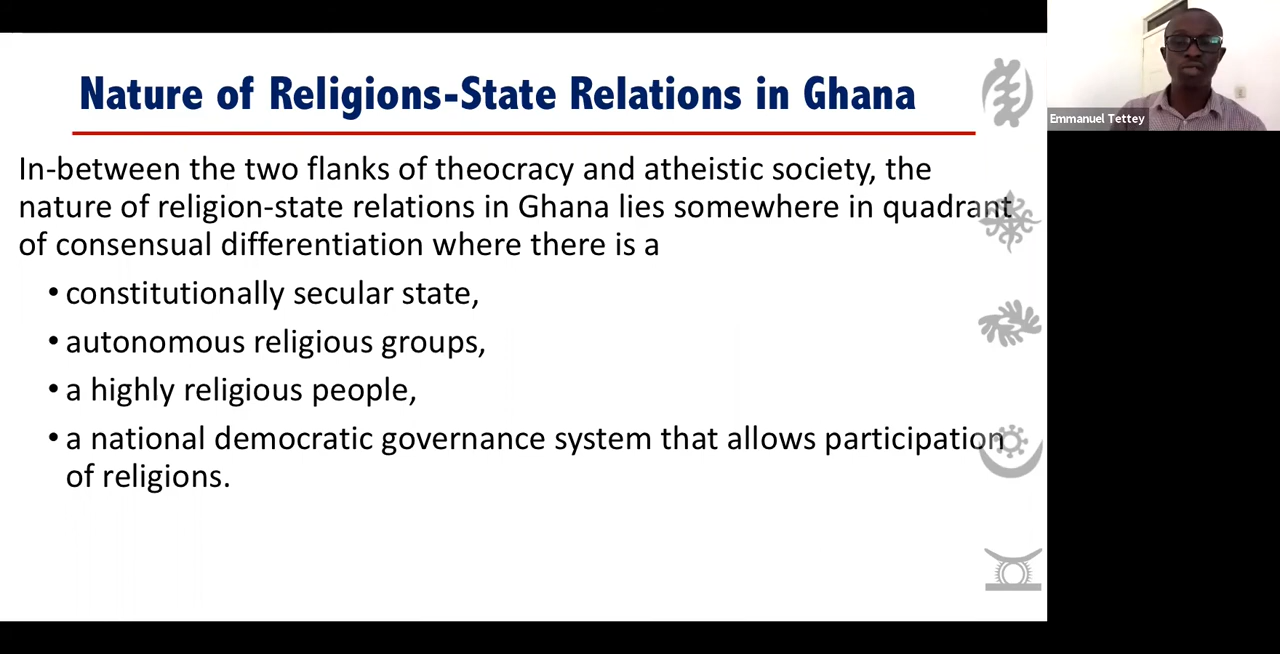 Nature of Religions-State Relations in Ghana
Emmanuel Tettey
In-between the two flanks of theocracy and atheistic society, the
nature of religion-state relations in Ghana lies somewhere in quadrant
of consensual differentiation where there is a
• constitutionally secular state,
• autonomous religious groups,
• a highly religious people,
• a national democratic governance system that allows participation
of religions.